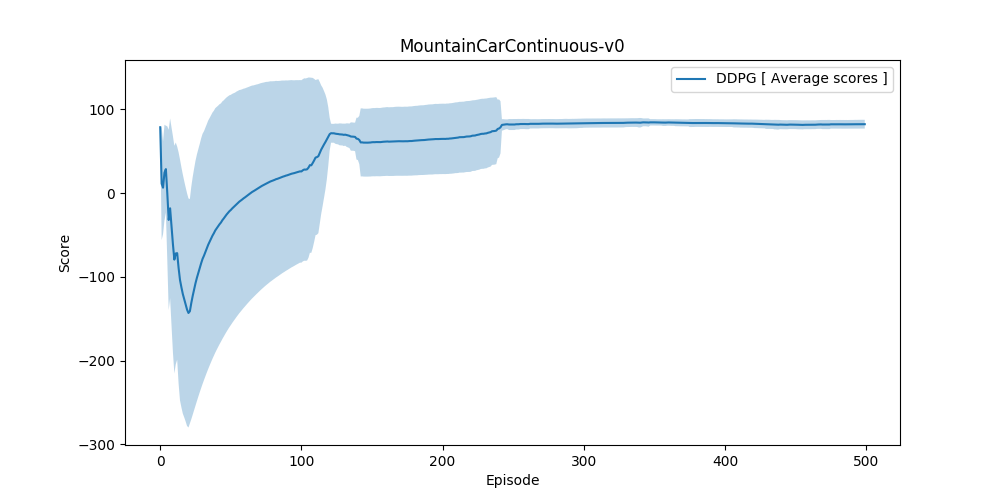 MountainCarContinuous-v0
DDPG [ Average scores ]
100
0
−100
−200
−300
Score
0 100 200 300 400 500
Episode